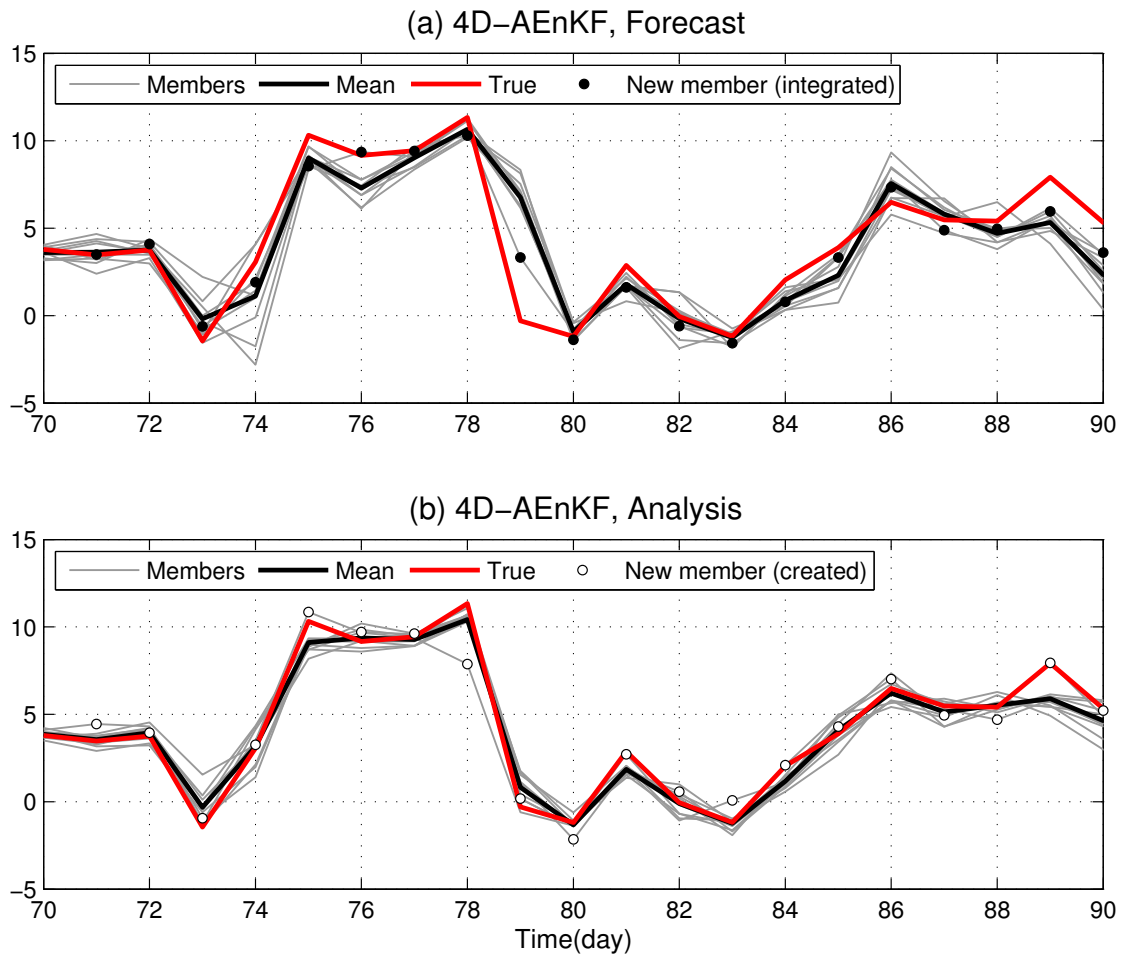 (a) 4D−AEnKF, Forecast
15
Members Mean True New member (integrated)
10
5
0
−5
70 72 74 76 78 80 82 84 86 88 90
(b) 4D−AEnKF, Analysis
15
Members Mean True New member (created)
10
5
0
−5
70 72 74 76 78 80 82 84 86 88 90
Time(day)